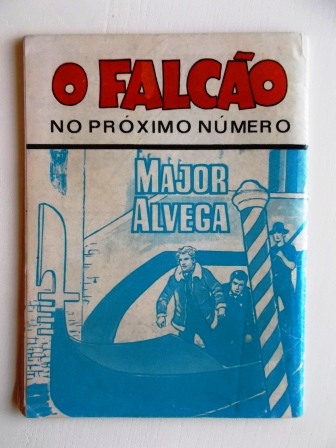 O FALCÃO
NO PRÓXIMO NÚMERO
MAJOR
ALVEGA